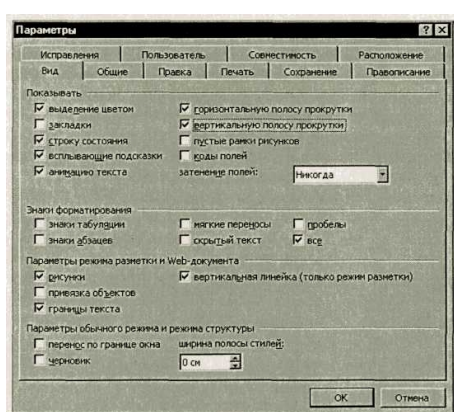 Параметры
Исправления Пользователь Совместимость Расположение
Вид Общие Правка Печать Сохранение Правописание
Показывать
выделение цветом горизонтальную полосу прокрутки
закладки вертикальную полосу прокрутки
строку состояния пустые рамки рисунков
всплывающие подсказки коды полей
анимацию текста затенение полей: Никогда
Знаки форматирования
знаки табуляции мягкие переносы пробелы
знаки абзацев скрытый текст все
Параметры режима разметки и Web-документа
рисунки вертикальная линейка (только режим разметки)
привязка объектов
границы текста
Параметры обычного режима и режима структуры
перенос по границе окна ширина полосы стилей:
черновик 0 см
ОК Отмена